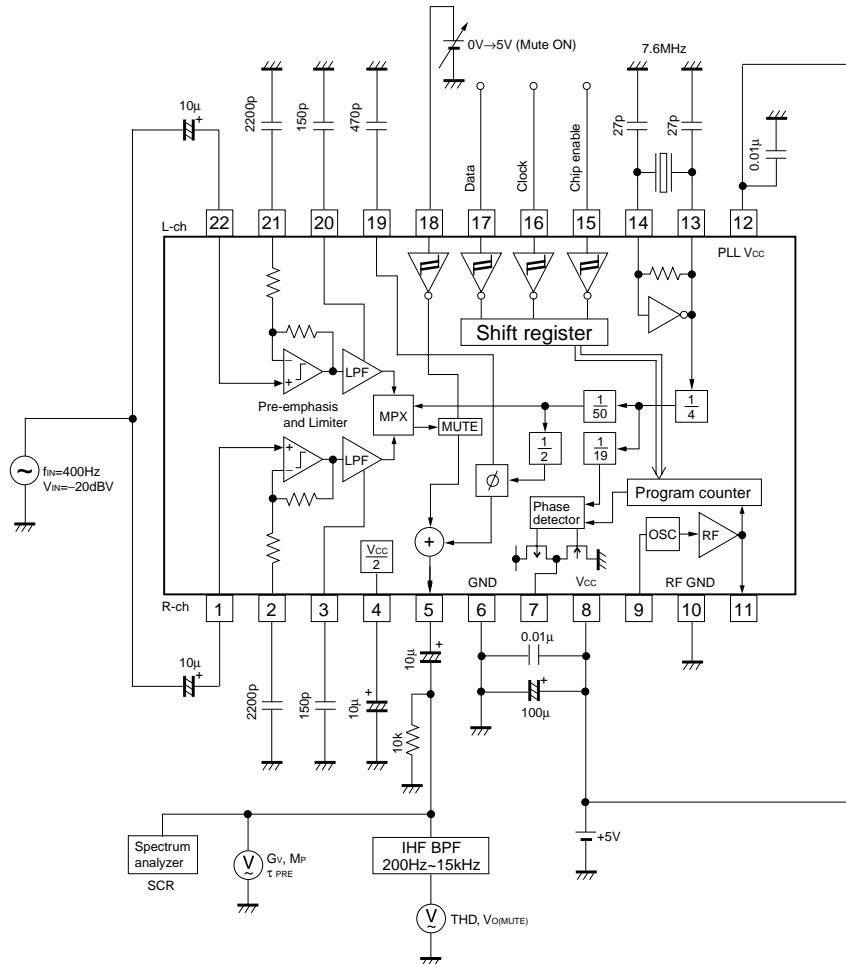 0V→5V (Mute ON)
7.6MHz
10μ
+
2200p
150p
470p
Data
Clock
Chip enable
27p
27p
0.01μ
L-ch
22
21
20
19
18
17
16
15
14
13
12
PLL VCC
Shift register
−
+
LPF
Pre-emphasis
and Limiter
MPX
MUTE
1
50
1
4
1
2
1
19
+
−
LPF
ϕ
Phase
detector
Program counter
OSC
RF
+
VCC
2
GND
VCC
RF GND
~
fIN=400Hz
VIN=−20dBV
R-ch
1
2
3
4
5
6
7
8
9
10
11
10μ
+
2200p
150p
10μ
+
10μ
+
10k
0.01μ
+
100μ
Spectrum
analyzer
SCR
V
~
GV, MP
τ PRE
IHF BPF
200Hz~15kHz
+5V
V
~
THD, VO(MUTE)